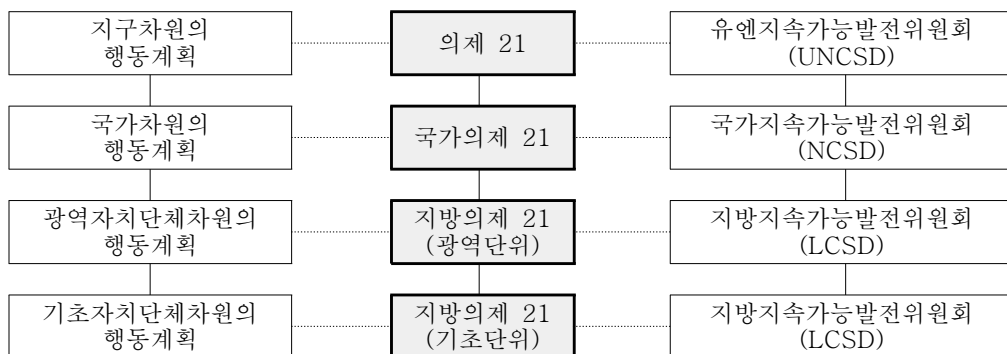 지구차원의
행동계획
의제 21
유엔지속가능발전위원회
(UNCSD)
국가차원의
행동계획
국가의제 21
국가지속가능발전위원회
(NCSD)
광역자치단체차원의
행동계획
지방의제 21
(광역단위)
지방지속가능발전위원회
(LCSD)
기초자치단체차원의
행동계획
지방의제 21
(기초단위)
지방지속가능발전위원회
(LCSD)